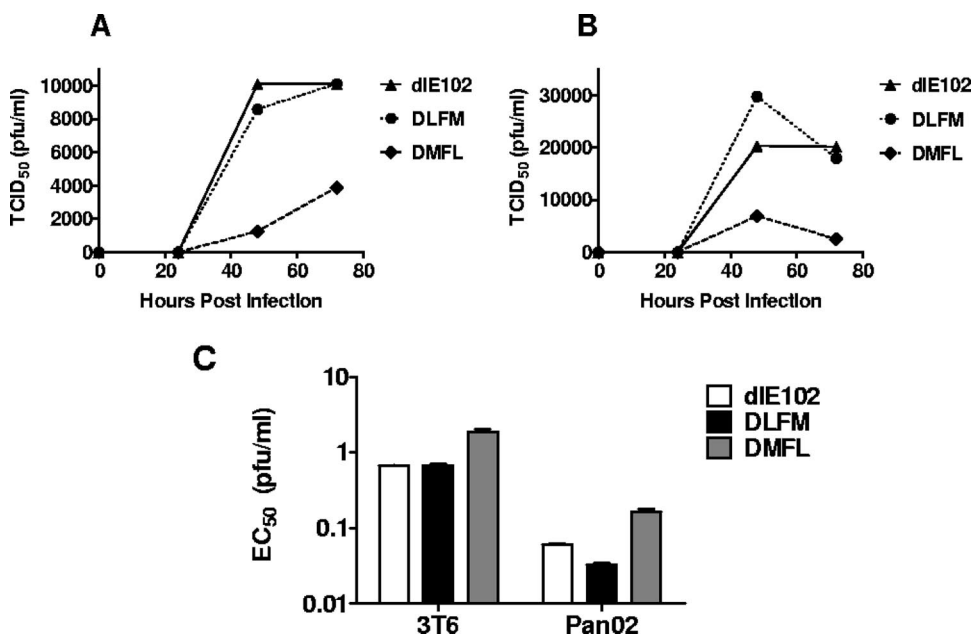 A
TCID50 (pfu/ml)
10000
8000
6000
4000
2000
0
0 20 40 60 80
Hours Post Infection
dlE102
DLFM
DMFL
B
TCID50 (pfu/ml)
30000
20000
10000
0
0 20 40 60 80
Hours Post Infection
dlE102
DLFM
DMFL
C
EC50 (pfu/ml)
10
1
0.1
0.01
3T6 Pan02
dlE102
DLFM
DMFL